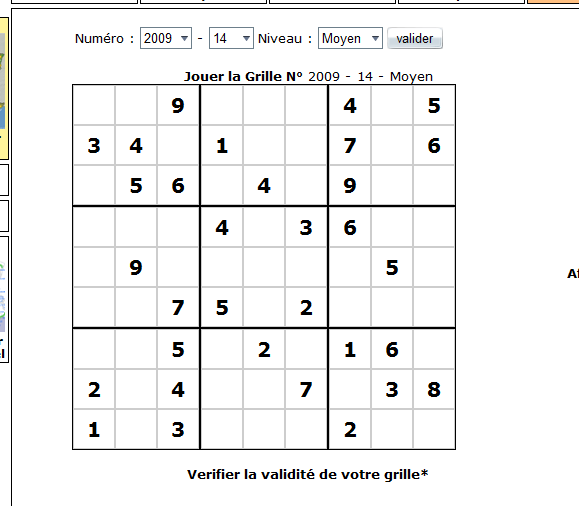 Numéro : 2009 - 14 Niveau : Moyen valider
Jouer la Grille N° 2009 - 14 - Moyen
9 4 5
3 4 1 7 6
5 6 4 9
4 3 6
9 5
7 5 2
5 2 1 6
2 4 7 3 8
1 3 2
Verifier la validité de votre grille*